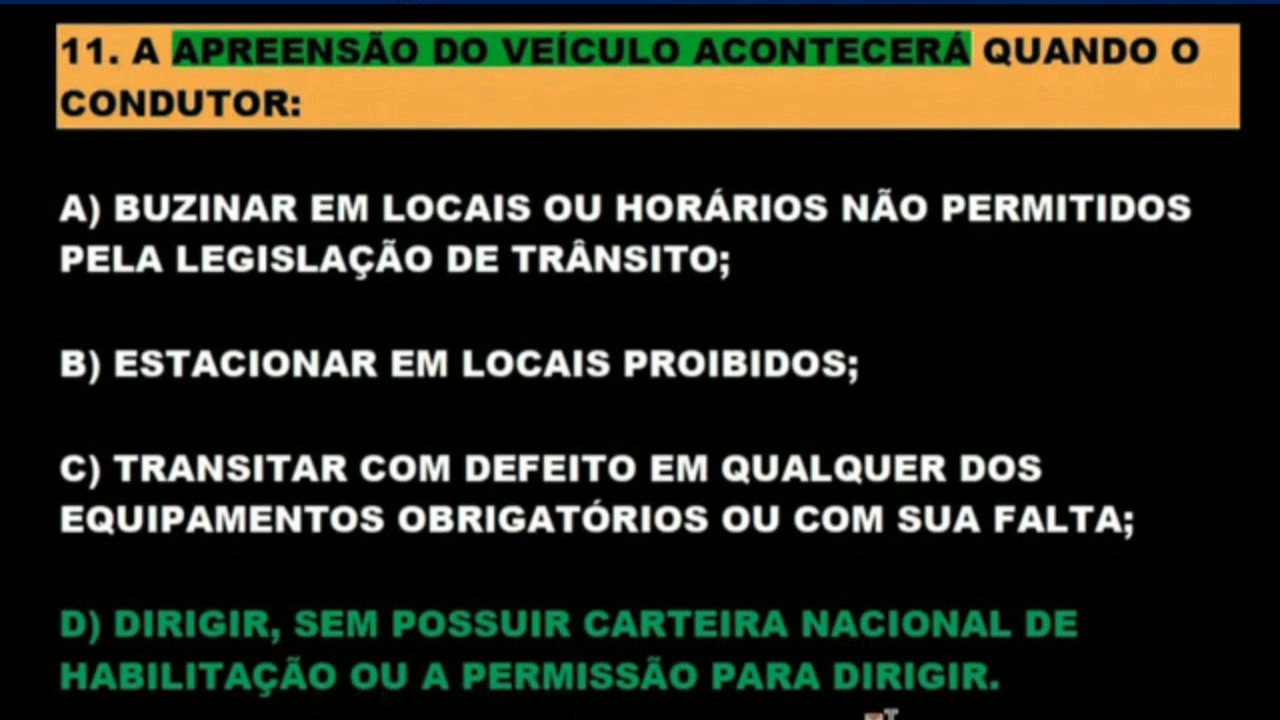 11. A APREENSÃO DO VEÍCULO ACONTECERÁ QUANDO O
CONDUTOR:
A) BUZINAR EM LOCAIS OU HORÁRIOS NÃO PERMITIDOS
PELA LEGISLAÇÃO DE TRÂNSITO;
B) ESTACIONAR EM LOCAIS PROIBIDOS;
C) TRANSITAR COM DEFEITO EM QUALQUER DOS
EQUIPAMENTOS OBRIGATÓRIOS OU COM SUA FALTA;
D) DIRIGIR, SEM POSSUIR CARTEIRA NACIONAL DE
HABILITAÇÃO OU A PERMISSÃO PARA DIRIGIR.